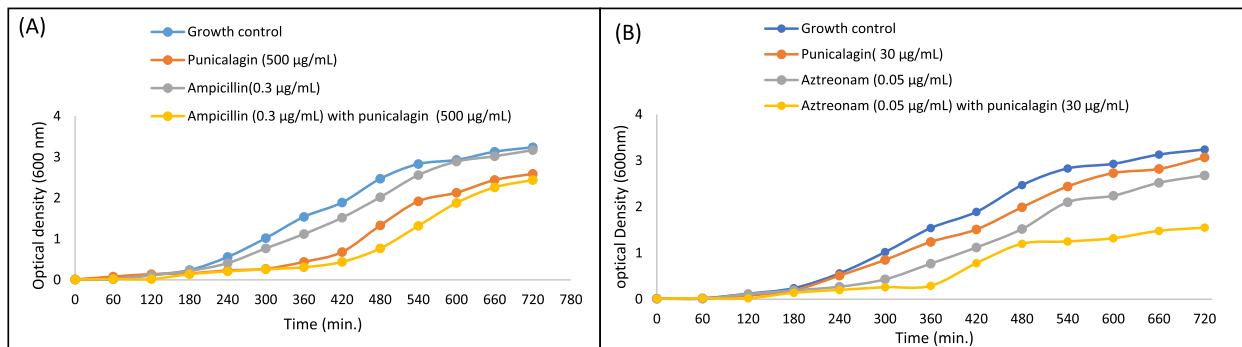 (A)
Growth control
Punicalagin (500 µg/mL)
Ampicillin(0.3 µg/mL)
Ampicillin (0.3 µg/mL) with punicalagin (500 µg/mL)
Optical density (600 nm)
4
3
2
1
0
0 60 120 180 240 300 360 420 480 540 600 660 720 780
Time (min.)
(B)
Growth control
Punicalagin( 30 µg/mL)
Aztreonam (0.05 µg/mL)
Aztreonam (0.05 µg/mL) with punicalagin (30 µg/mL)
Optical Density (600nm)
4
3
2
1
0
0 60 120 180 240 300 360 420 480 540 600 660 720
Time (min.)